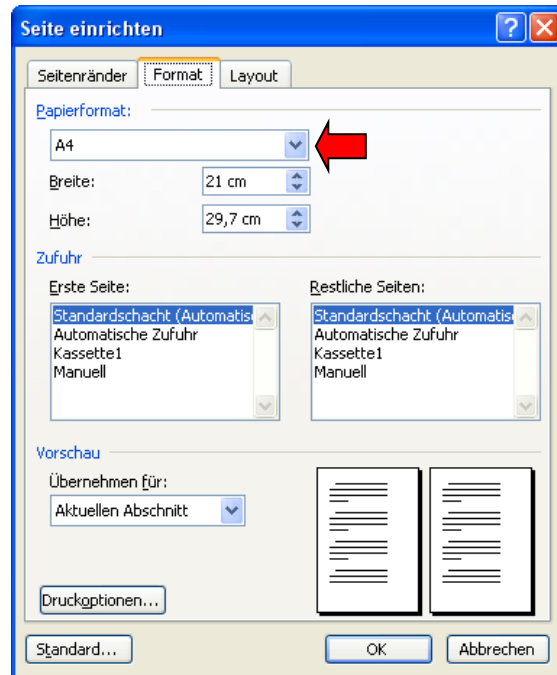 Seite einrichten
Seitenränder Format Layout
Papierformat:
A4
Breite: 21 cm
Höhe: 29,7 cm
Zufuhr
Erste Seite: Restliche Seiten:
Standardschacht (Automatis Standardschacht (Automatis
Automatische Zufuhr Automatische Zufuhr
Kassette1 Kassette1
Manuell Manuell
Vorschau
Übernehmen für:
Aktuellen Abschnitt
Druckoptionen...
Standard... OK Abbrechen